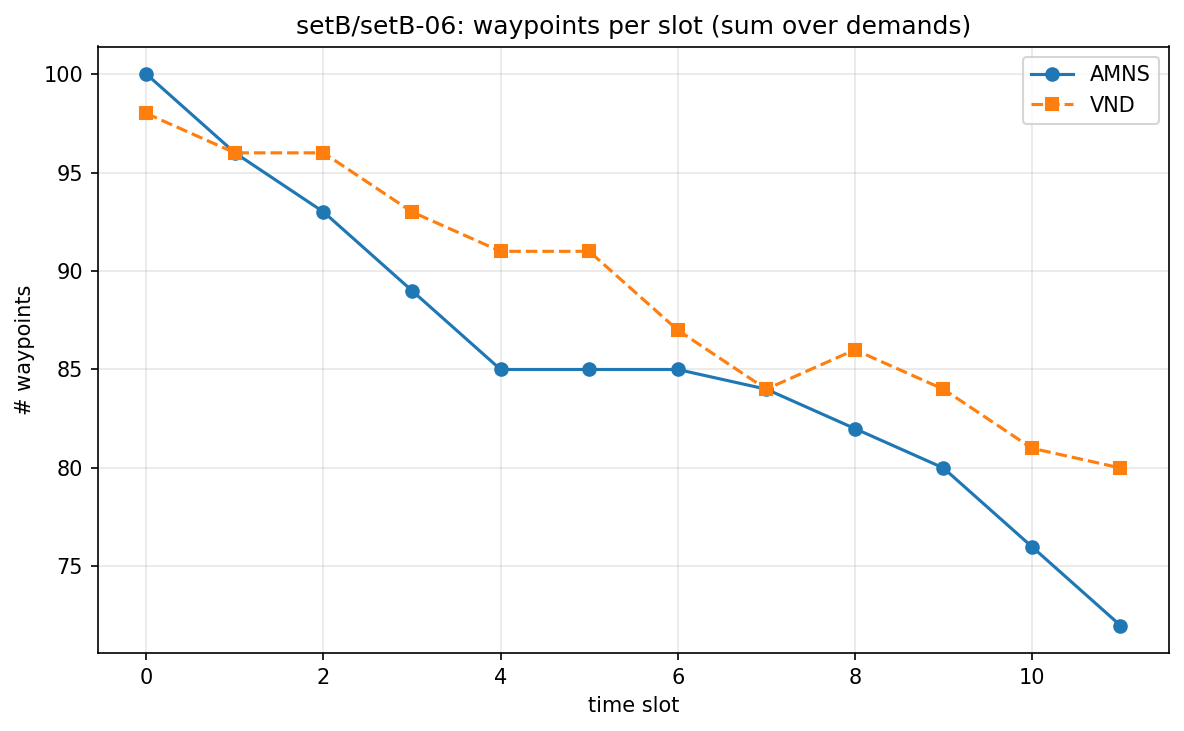 setB/setB-06: waypoints per slot (sum over demands)
AMNS
VND
# waypoints
100
95
90
85
80
75
0 2 4 6 8 10
time slot